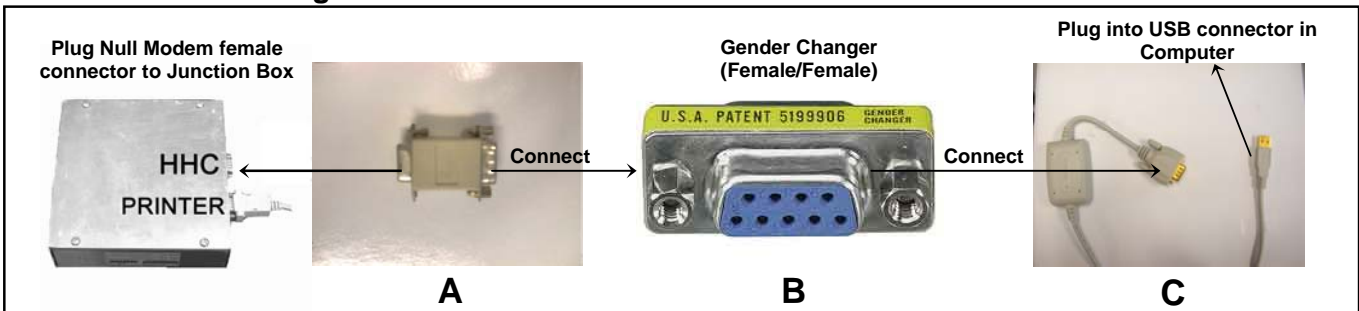 Plug Null Modem female
connector to Junction Box
HHC
PRINTER
Connect
A
Gender Changer
(Female/Female)
U.S.A. PATENT 5199906
GENDER
CHANGER
Connect
B
Plug into USB connector in
Computer
C